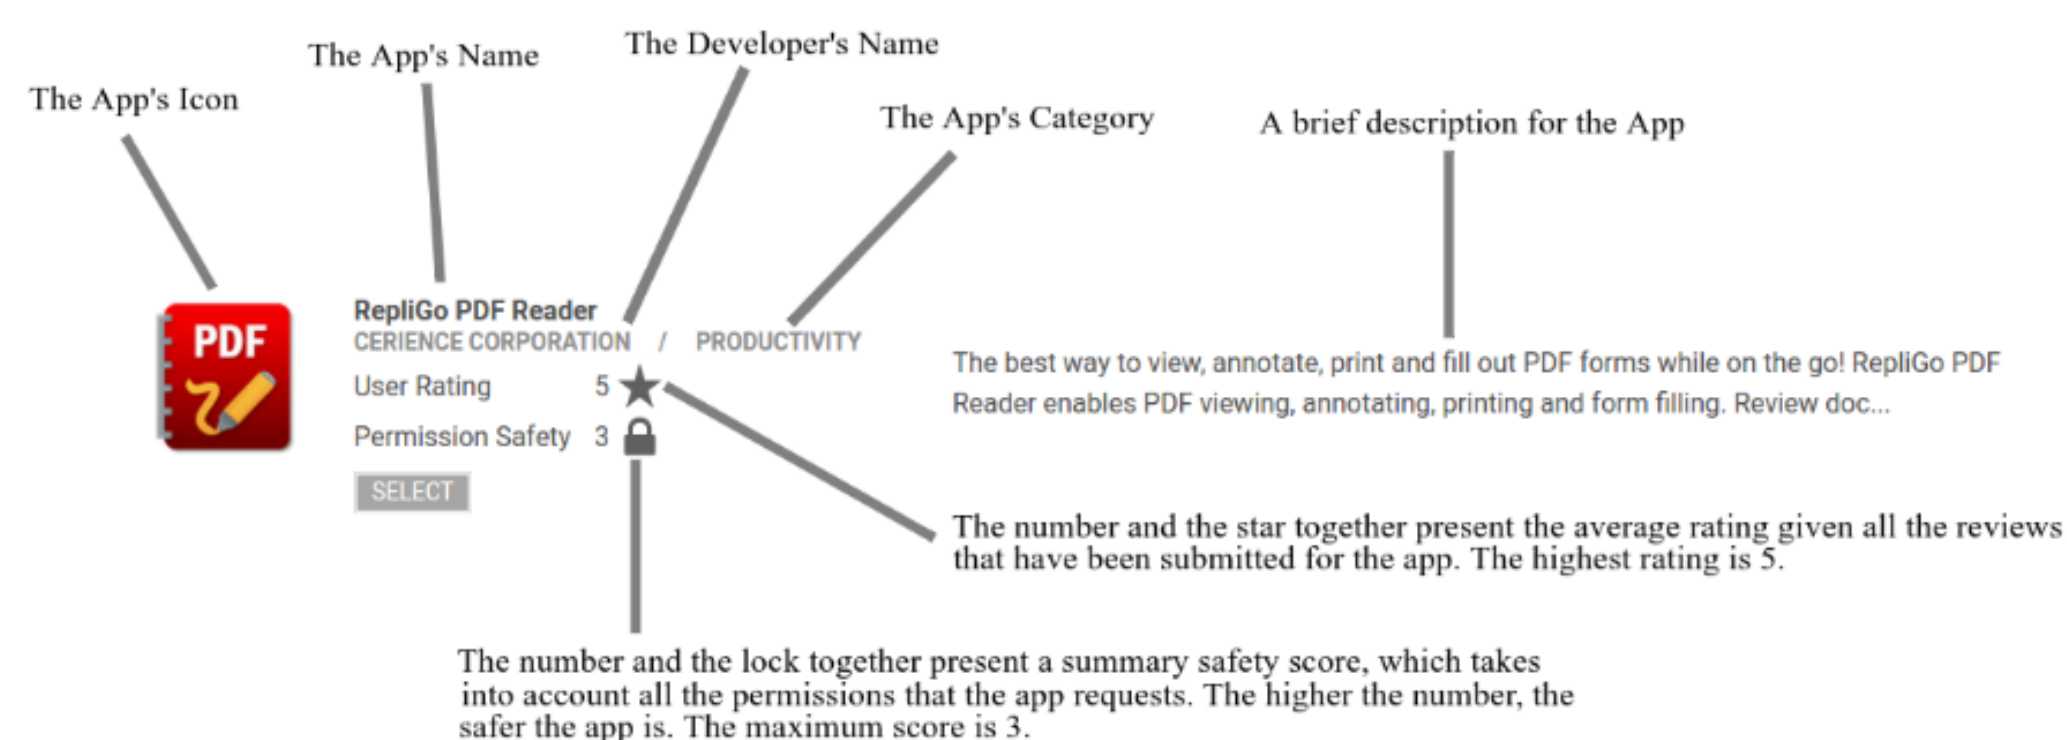 The Developer's Name
The App's Name
The App's Icon
The App's Category
A brief description for the App
PDF
RepliGo PDF Reader
CERIENCE CORPORATION / PRODUCTIVITY
User Rating 5
Permission Safety 3
SELECT
The best way to view, annotate, print and fill out PDF forms while on the go! RepliGo PDF
Reader enables PDF viewing, annotating, printing and form filling. Review doc...
The number and the star together present the average rating given all the reviews
that have been submitted for the app. The highest rating is 5.
The number and the lock together present a summary safety score, which takes
into account all the permissions that the app requests. The higher the number, the
safer the app is. The maximum score is 3.